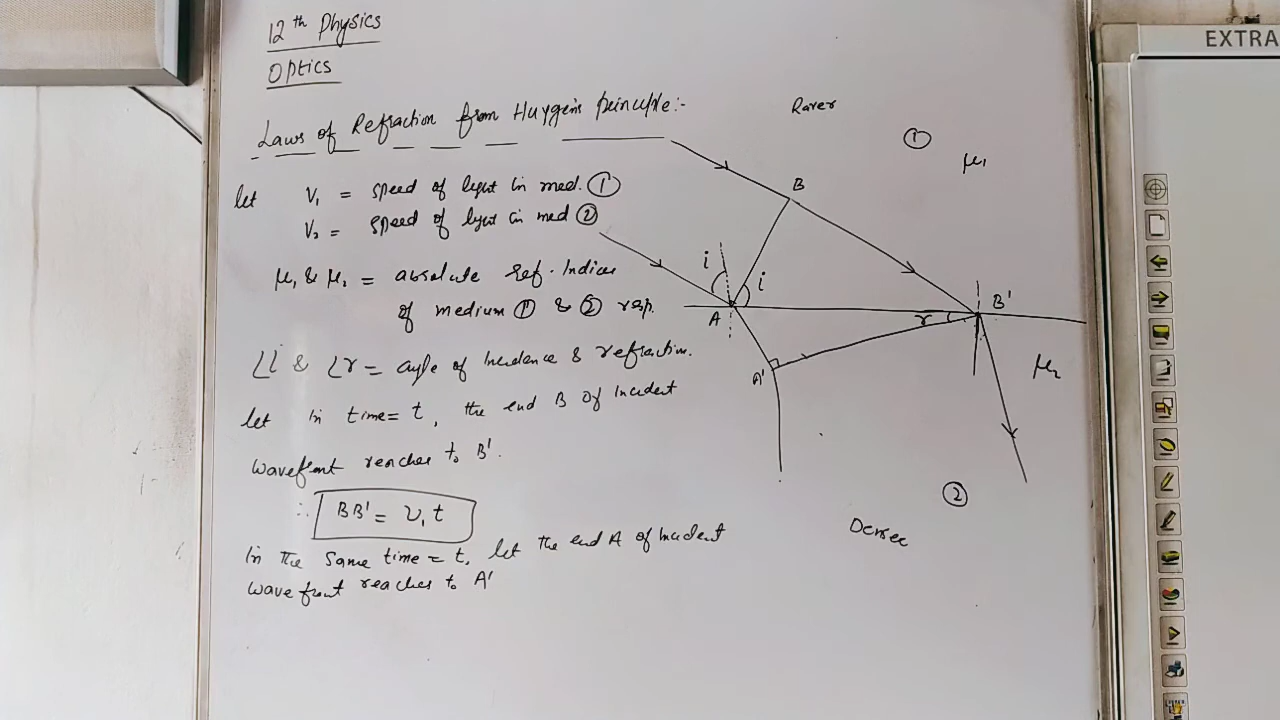 12th Physics
Optics
Laws of Refraction from Huygen's principle:-
let V₁ = speed of light in med. ①
V₂ = speed of light in med ②
μ₁ & μ₂ = absolute ref. Indices
of medium ① & ② resp.
∠i & ∠r = angle of Incidence & refraction.
let in time = t, the end B of Incident
wavefront reaches to B'.
∴ BB' = υ₁t
In the same time = t, let the end A of Incident
wavefront reaches to A'
Rarer
①
μ₁
B
i
i
A
r
B'
A'
μ₂
②
Denser
EXTRA